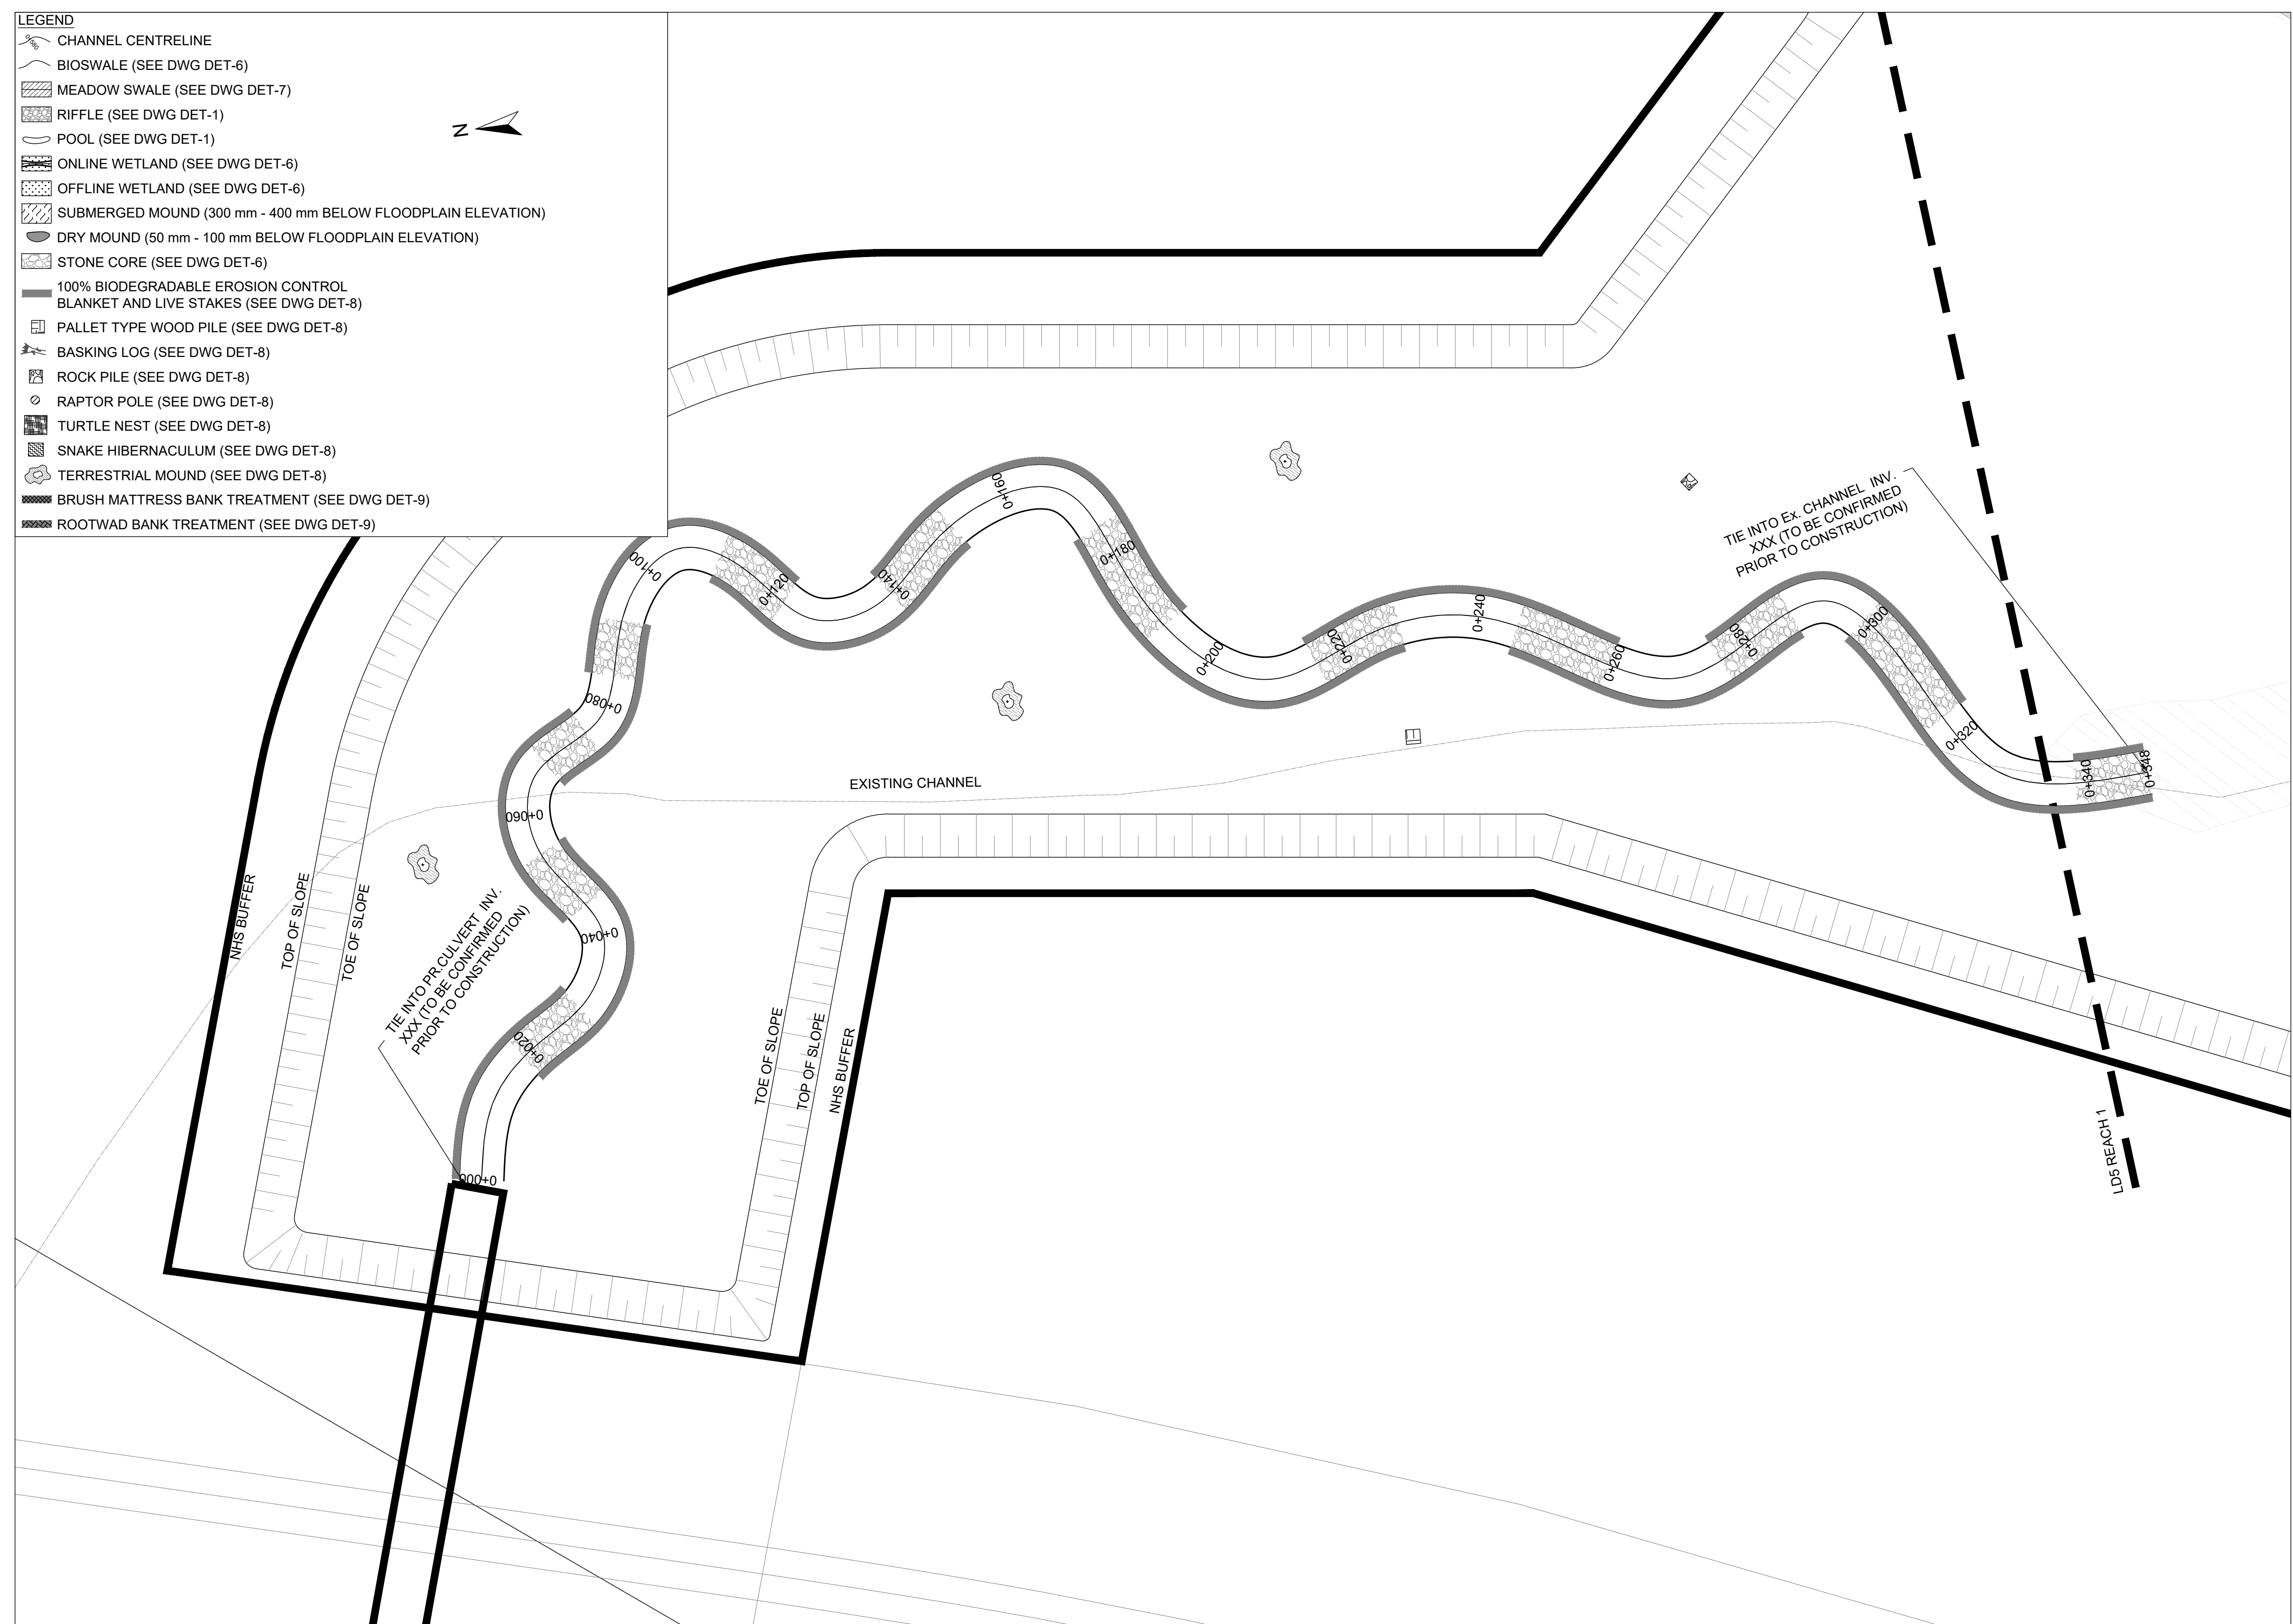 LEGEND
0+080
CHANNEL CENTRELINE
BIOSWALE (SEE DWG DET-6)
MEADOW SWALE (SEE DWG DET-7)
RIFFLE (SEE DWG DET-1)
POOL (SEE DWG DET-1)
ONLINE WETLAND (SEE DWG DET-6)
OFFLINE WETLAND (SEE DWG DET-6)
SUBMERGED MOUND (300 mm - 400 mm BELOW FLOODPLAIN ELEVATION)
DRY MOUND (50 mm - 100 mm BELOW FLOODPLAIN ELEVATION)
STONE CORE (SEE DWG DET-6)
100% BIODEGRADABLE EROSION CONTROL
BLANKET AND LIVE STAKES (SEE DWG DET-8)
PALLET TYPE WOOD PILE (SEE DWG DET-8)
BASKING LOG (SEE DWG DET-8)
ROCK PILE (SEE DWG DET-8)
RAPTOR POLE (SEE DWG DET-8)
TURTLE NEST (SEE DWG DET-8)
SNAKE HIBERNACULUM (SEE DWG DET-8)
TERRESTRIAL MOUND (SEE DWG DET-8)
BRUSH MATTRESS BANK TREATMENT (SEE DWG DET-9)
ROOTWAD BANK TREATMENT (SEE DWG DET-9)
N
TIE INTO Ex. CHANNEL INV.
XXX (TO BE CONFIRMED
PRIOR TO CONSTRUCTION)
0+000
0+020
0+040
0+060
0+080
0+100
0+120
0+140
0+160
0+180
0+200
0+220
0+240
0+260
0+280
0+300
0+320
0+340
0+348
EXISTING CHANNEL
NHS BUFFER
TOP OF SLOPE
TOE OF SLOPE
TIE INTO PR.CULVERT INV.
XXX (TO BE CONFIRMED
PRIOR TO CONSTRUCTION)
TOE OF SLOPE
TOP OF SLOPE
NHS BUFFER
LD5 REACH 1